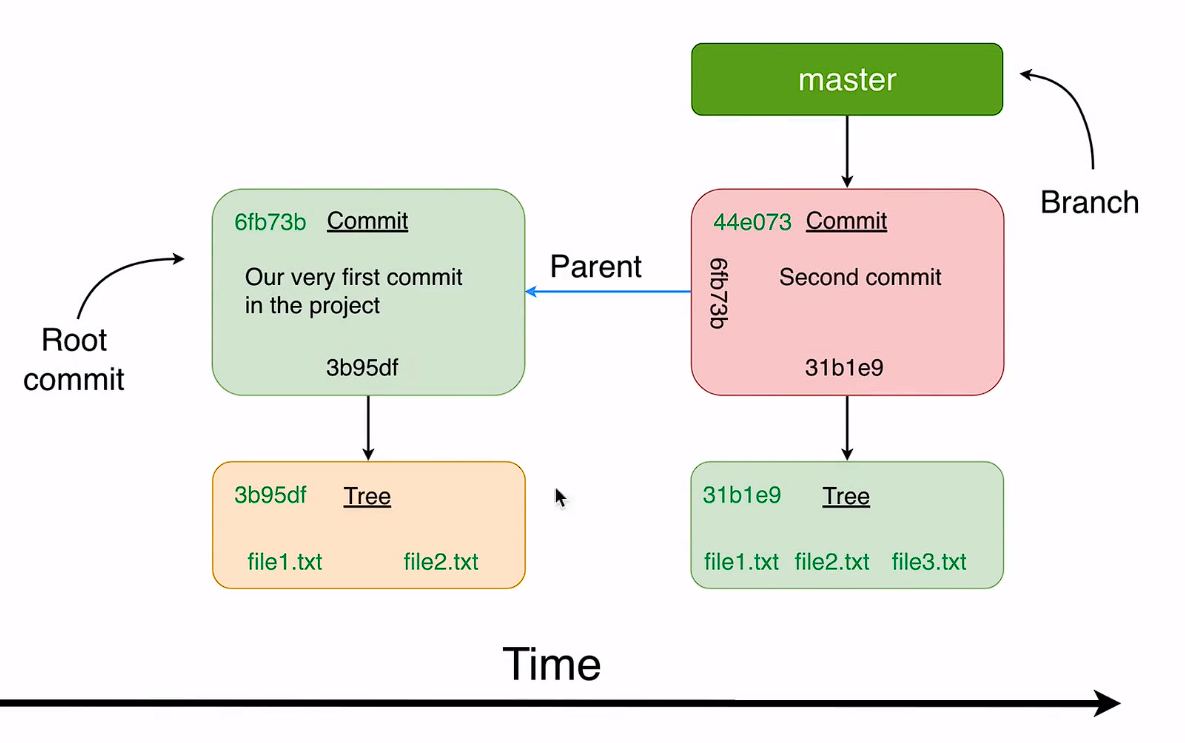 master
Branch
6fb73b Commit
Our very first commit
in the project
3b95df
Root
commit
Parent
44e073 Commit
6fb73b
Second commit
31b1e9
3b95df Tree
file1.txt file2.txt
31b1e9 Tree
file1.txt file2.txt file3.txt
Time